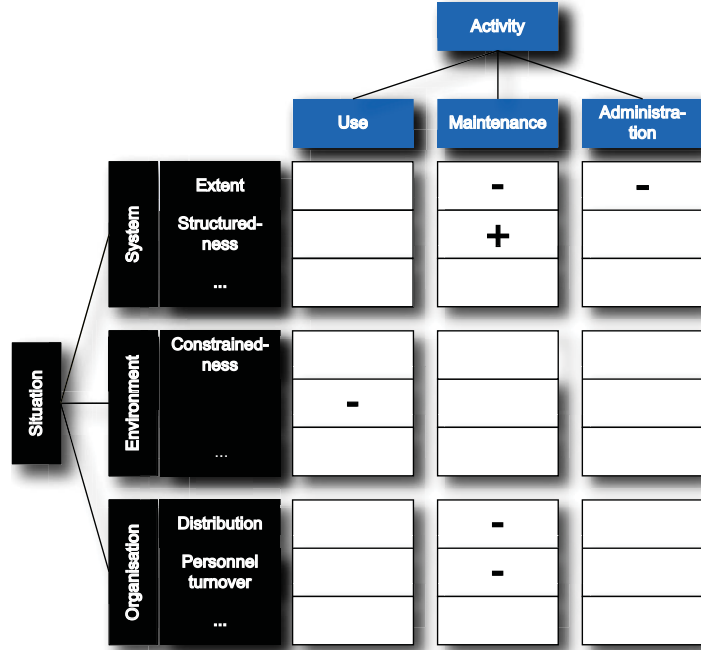 Activity
Use
Maintenance
Administra-
tion
Situation
System
Extent
-
-
Structured-
ness
+
...
Environment
Constrained-
ness
-
...
Organisation
Distribution
-
Personnel
turnover
-
...